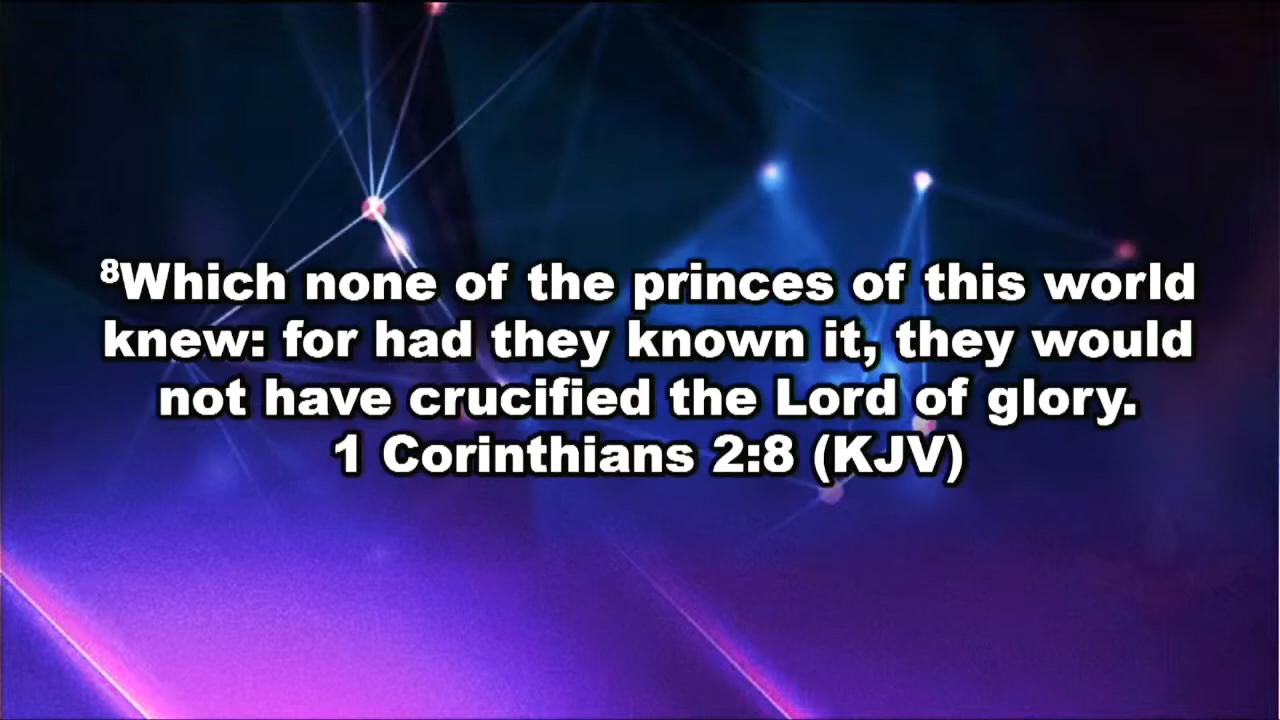 ⁸Which none of the princes of this world
knew: for had they known it, they would
not have crucified the Lord of glory.
1 Corinthians 2:8 (KJV)